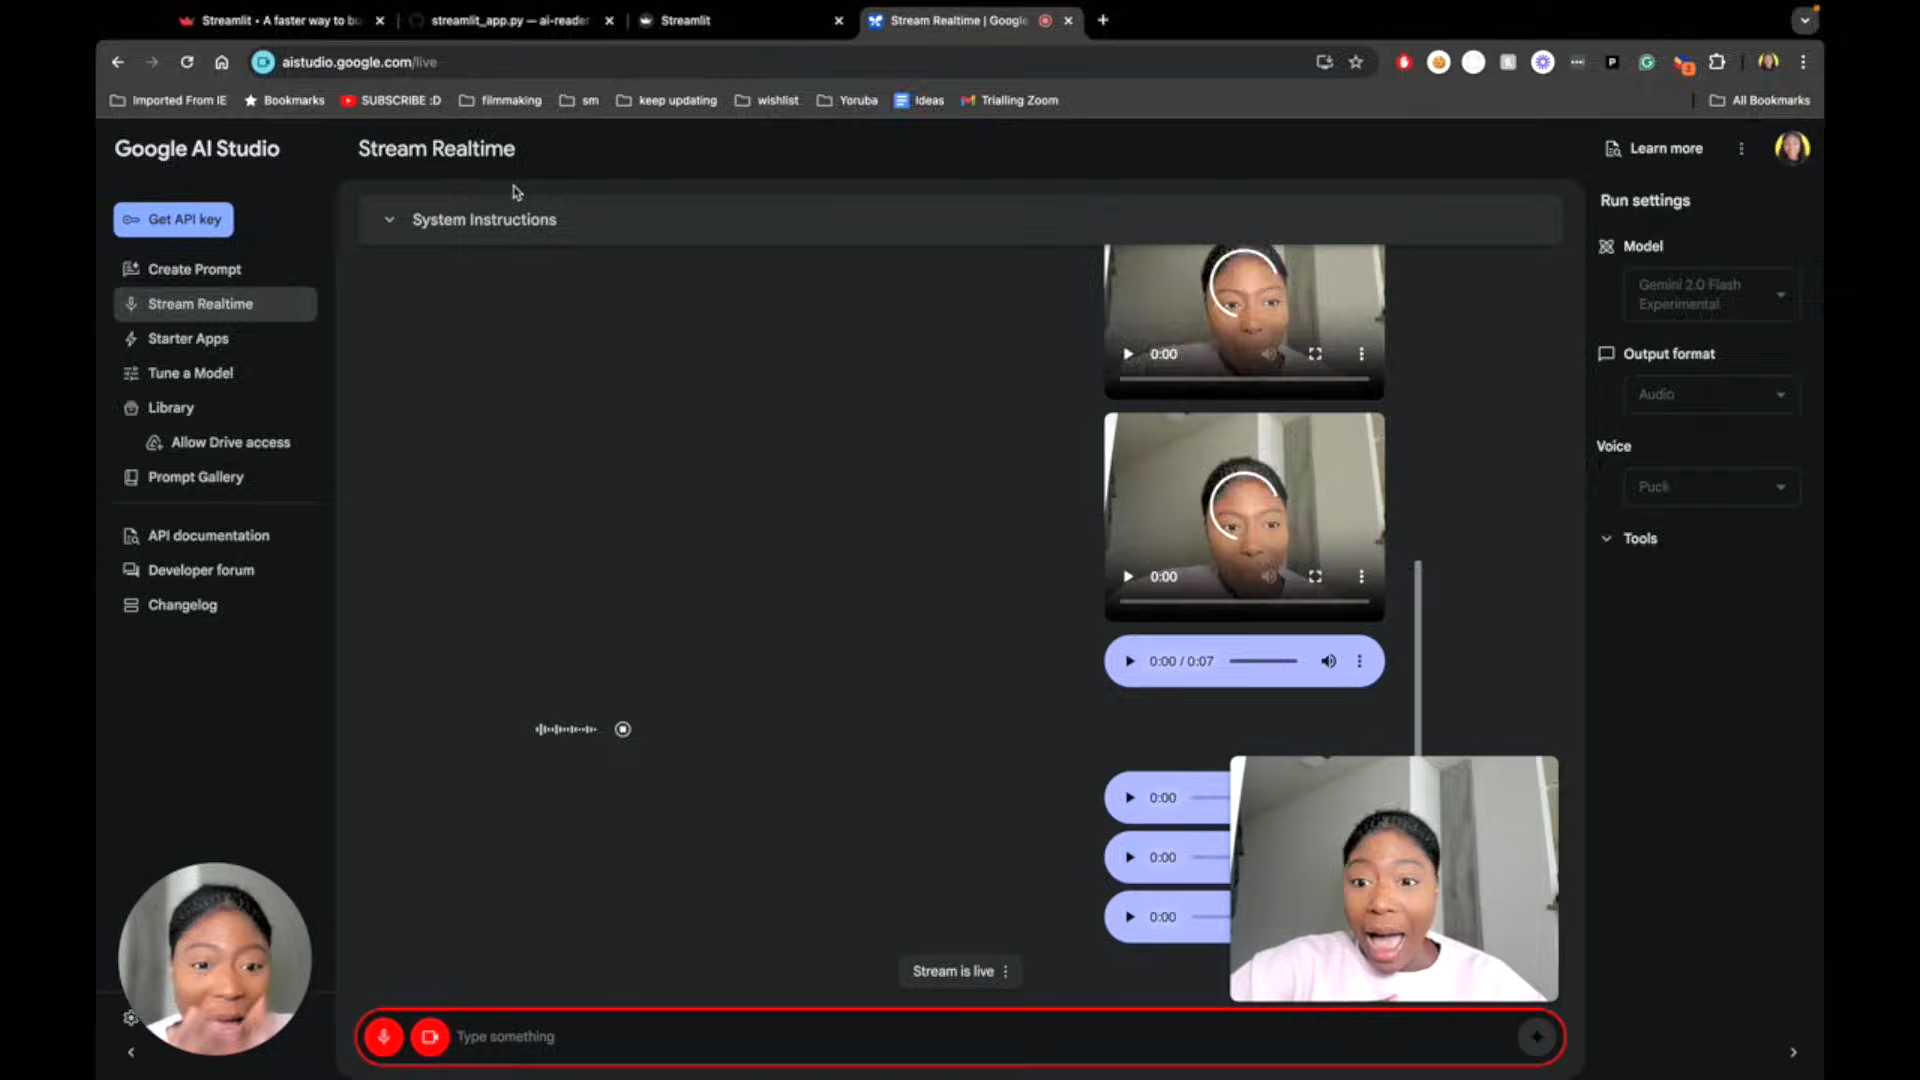 Streamlit • A faster way to bu
streamlit_app.py — ai-reader
Streamlit
Stream Realtime | Google
aistudio.google.com/live
Imported From IE
Bookmarks
SUBSCRIBE :D
filmmaking
sm
keep updating
wishlist
Yoruba
Ideas
Trialling Zoom
All Bookmarks
Google AI Studio
Stream Realtime
Learn more
Get API key
Create Prompt
Stream Realtime
Starter Apps
Tune a Model
Library
Allow Drive access
Prompt Gallery
API documentation
Developer forum
Changelog
System Instructions
0:00
0:00
0:00 / 0:07
0:00
0:00
0:00
Stream is live
Type something
Run settings
Model
Gemini 2.0 Flash
Experimental
Output format
Audio
Voice
Puck
Tools